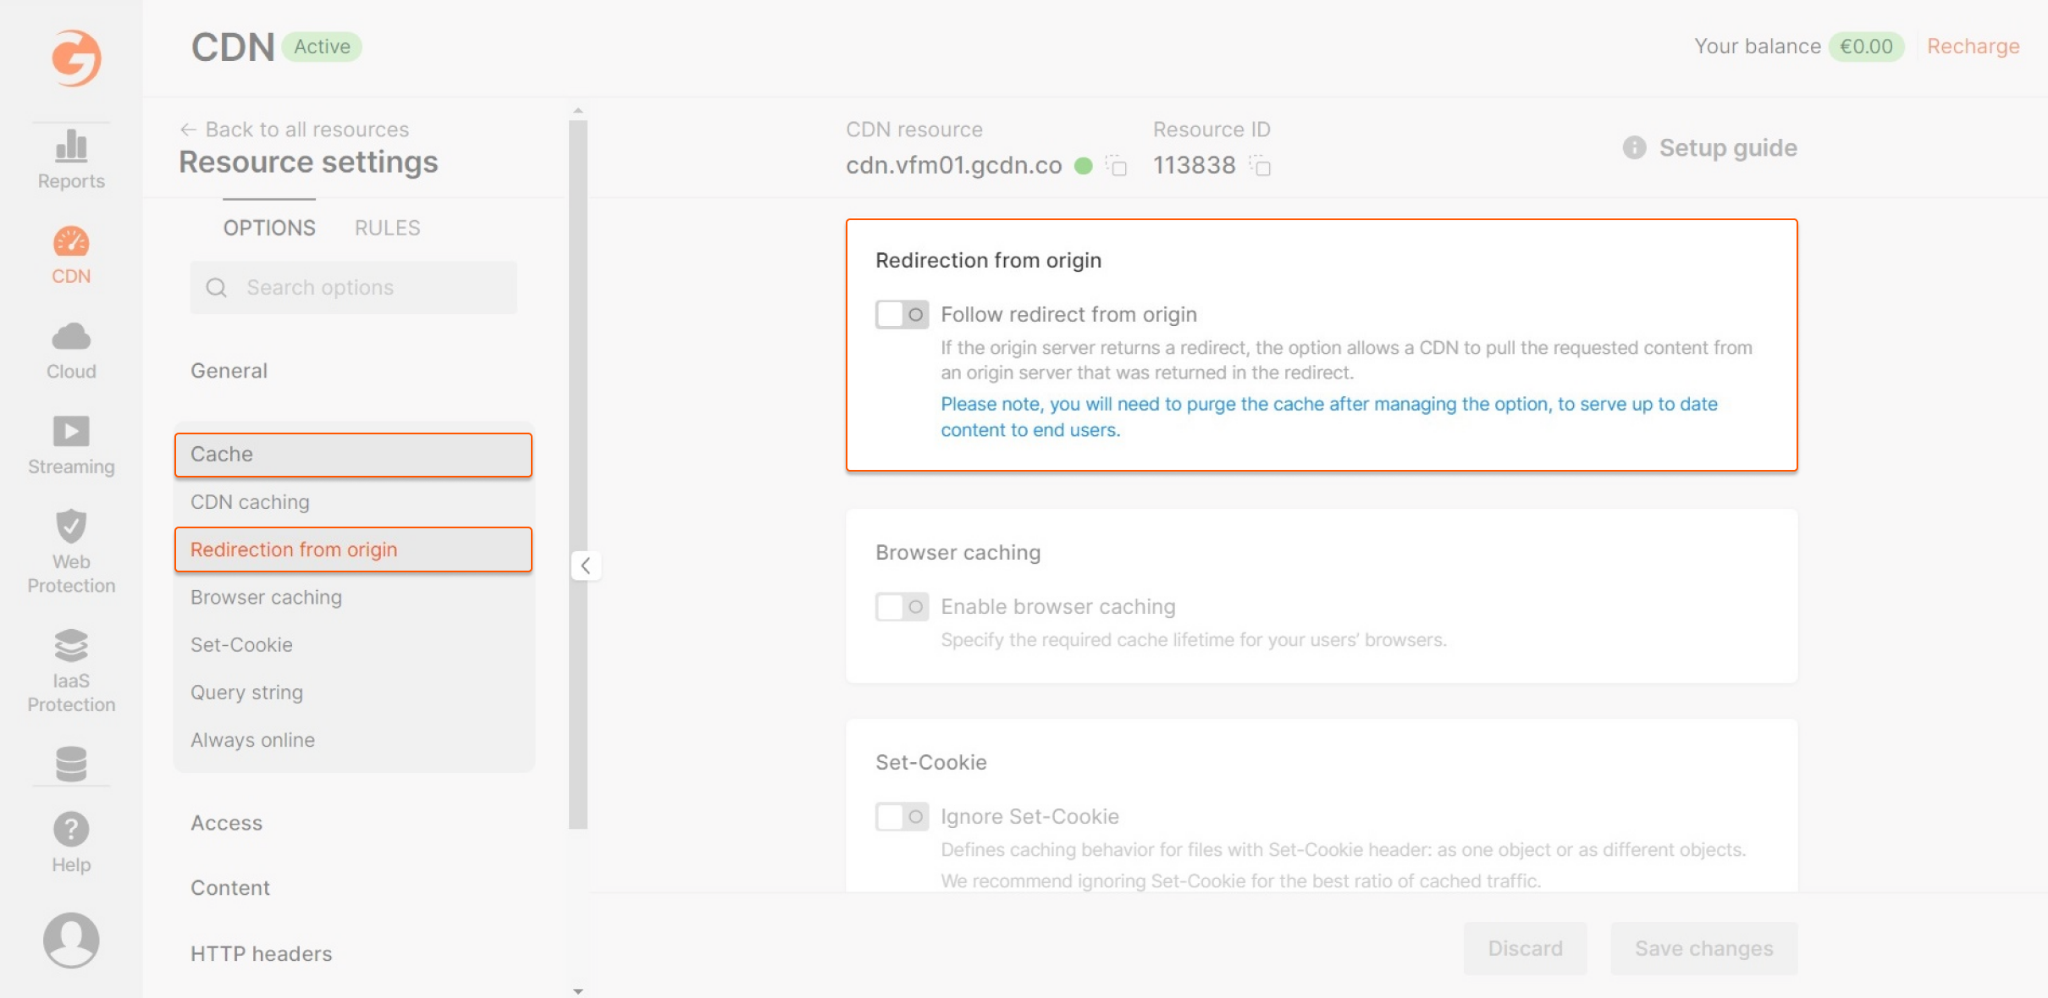 CDN Active
Your balance €0.00 Recharge
Reports
CDN
Cloud
Streaming
Web
Protection
IaaS
Protection
Help
Back to all resources
Resource settings
OPTIONS RULES
Search options
General
Cache
CDN caching
Redirection from origin
Browser caching
Set-Cookie
Query string
Always online
Access
Content
HTTP headers
CDN resource
cdn.vfm01.gcdn.co
Resource ID
113838
Setup guide
Redirection from origin
Follow redirect from origin
If the origin server returns a redirect, the option allows a CDN to pull the requested content from
an origin server that was returned in the redirect.
Please note, you will need to purge the cache after managing the option, to serve up to date
content to end users.
Browser caching
Enable browser caching
Specify the required cache lifetime for your users’ browsers.
Set-Cookie
Ignore Set-Cookie
Defines caching behavior for files with Set-Cookie header: as one object or as different objects.
We recommend ignoring Set-Cookie for the best ratio of cached traffic.
Discard
Save changes